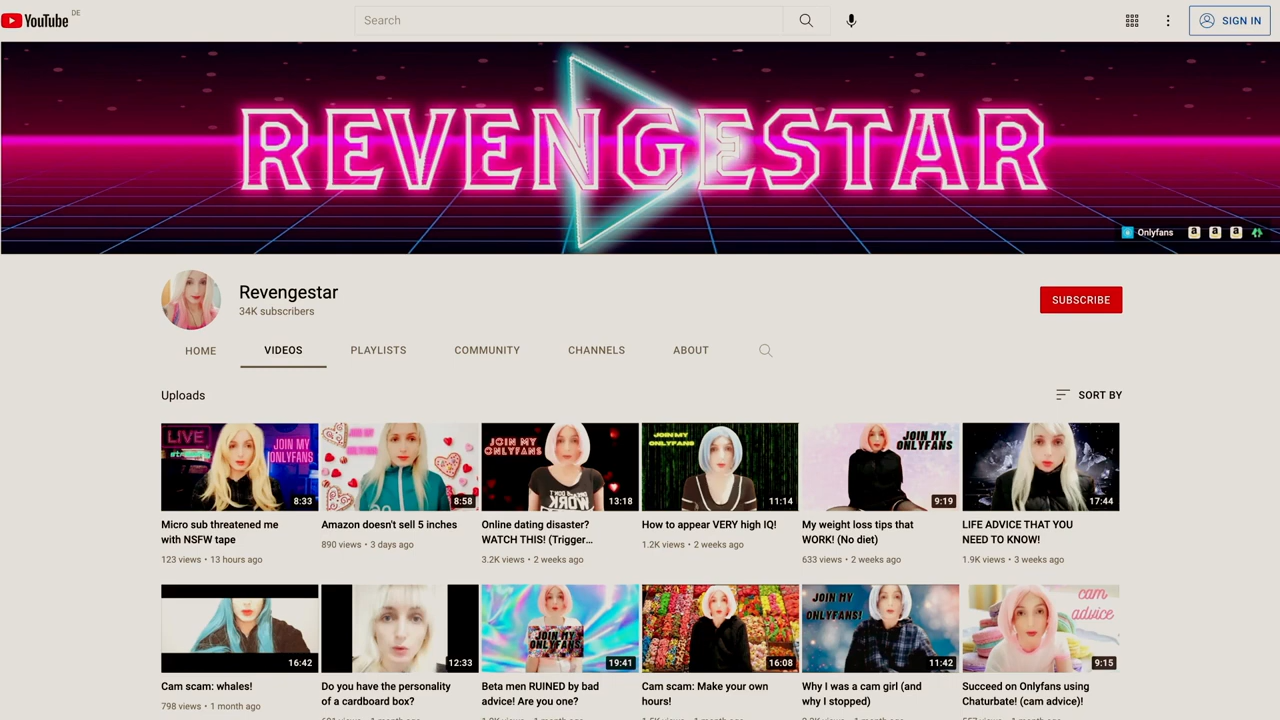 YouTube DE
Search
SIGN IN
REVENGESTAR
Onlyfans
Revengestar
34K subscribers
SUBSCRIBE
HOME VIDEOS PLAYLISTS COMMUNITY CHANNELS ABOUT
Uploads
SORT BY
LIVE
JOIN MY
ONLYFANS
8:33
8:58
JOIN MY
ONLYFANS
WORK
13:18
JOIN MY
ONLYFANS
11:14
JOIN MY
ONLYFANS
9:19
17:44
Micro sub threatened me
with NSFW tape
123 views • 13 hours ago
Amazon doesn't sell 5 inches
890 views • 3 days ago
Online dating disaster?
WATCH THIS! (Trigger...
3.2K views • 2 weeks ago
How to appear VERY high IQ!
1.2K views • 2 weeks ago
My weight loss tips that
WORK! (No diet)
633 views • 2 weeks ago
LIFE ADVICE THAT YOU
NEED TO KNOW!
1.9K views • 3 weeks ago
16:42
12:33
JOIN MY
ONLYFANS
19:41
16:08
JOIN MY
ONLYFANS!
11:42
cam
advice
9:15
Cam scam: whales!
798 views • 1 month ago
Do you have the personality
of a cardboard box?
Beta men RUINED by bad
advice! Are you one?
Cam scam: Make your own
hours!
Why I was a cam girl (and
why I stopped)
Succeed on Onlyfans using
Chaturbate! (cam advice)!